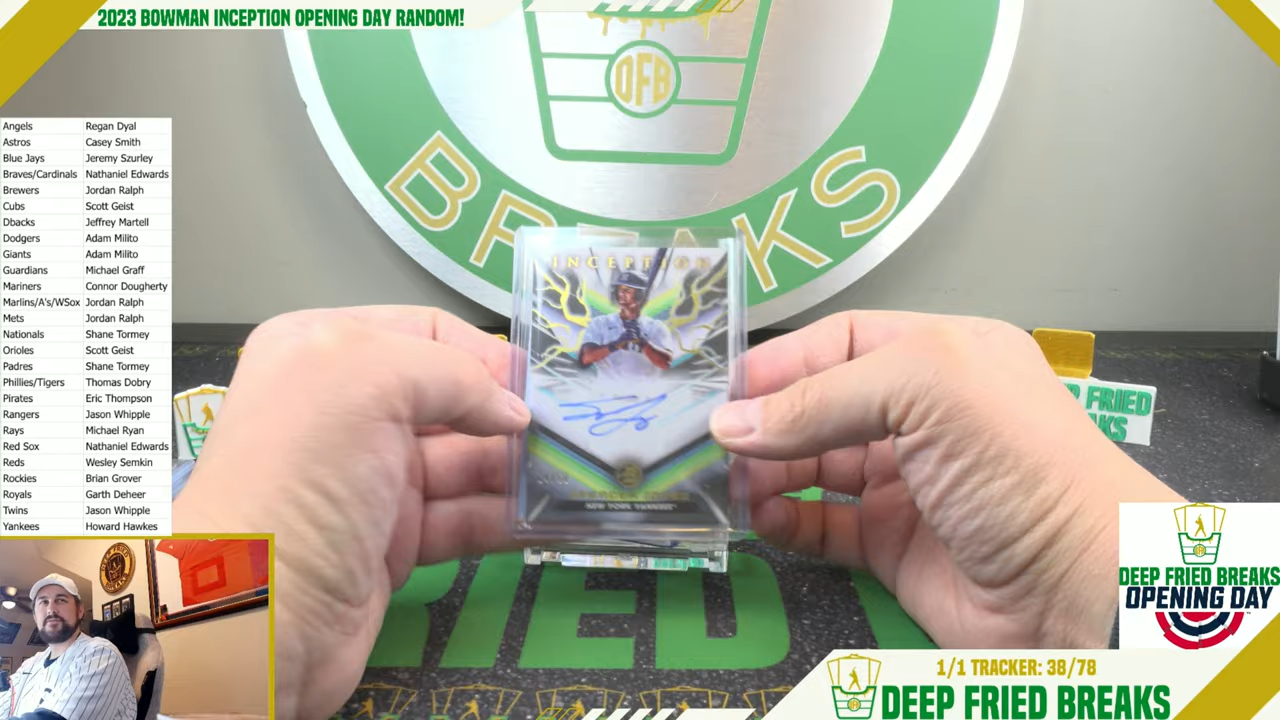 2023 BOWMAN INCEPTION OPENING DAY RANDOM!
DFB
BREAKS
Angels Regan Dyal
Astros Casey Smith
Blue Jays Jeremy Szurley
Braves/Cardinals Nathaniel Edwards
Brewers Jordan Ralph
Cubs Scott Geist
Dbacks Jeffrey Martell
Dodgers Adam Milito
Giants Adam Milito
Guardians Michael Graff
Mariners Connor Dougherty
Marlins/A's/WSox Jordan Ralph
Mets Jordan Ralph
Nationals Shane Tormey
Orioles Scott Geist
Padres Shane Tormey
Phillies/Tigers Thomas Dobry
Pirates Eric Thompson
Rangers Jason Whipple
Rays Michael Ryan
Red Sox Nathaniel Edwards
Reds Wesley Semkin
Rockies Brian Grover
Royals Garth Deheer
Twins Jason Whipple
Yankees Howard Hawkes
INCEPTION
NEW YORK YANKEES
FRIED
DEEP FRIED BREAKS
OPENING DAY
1/1 TRACKER: 38/78
DEEP FRIED BREAKS